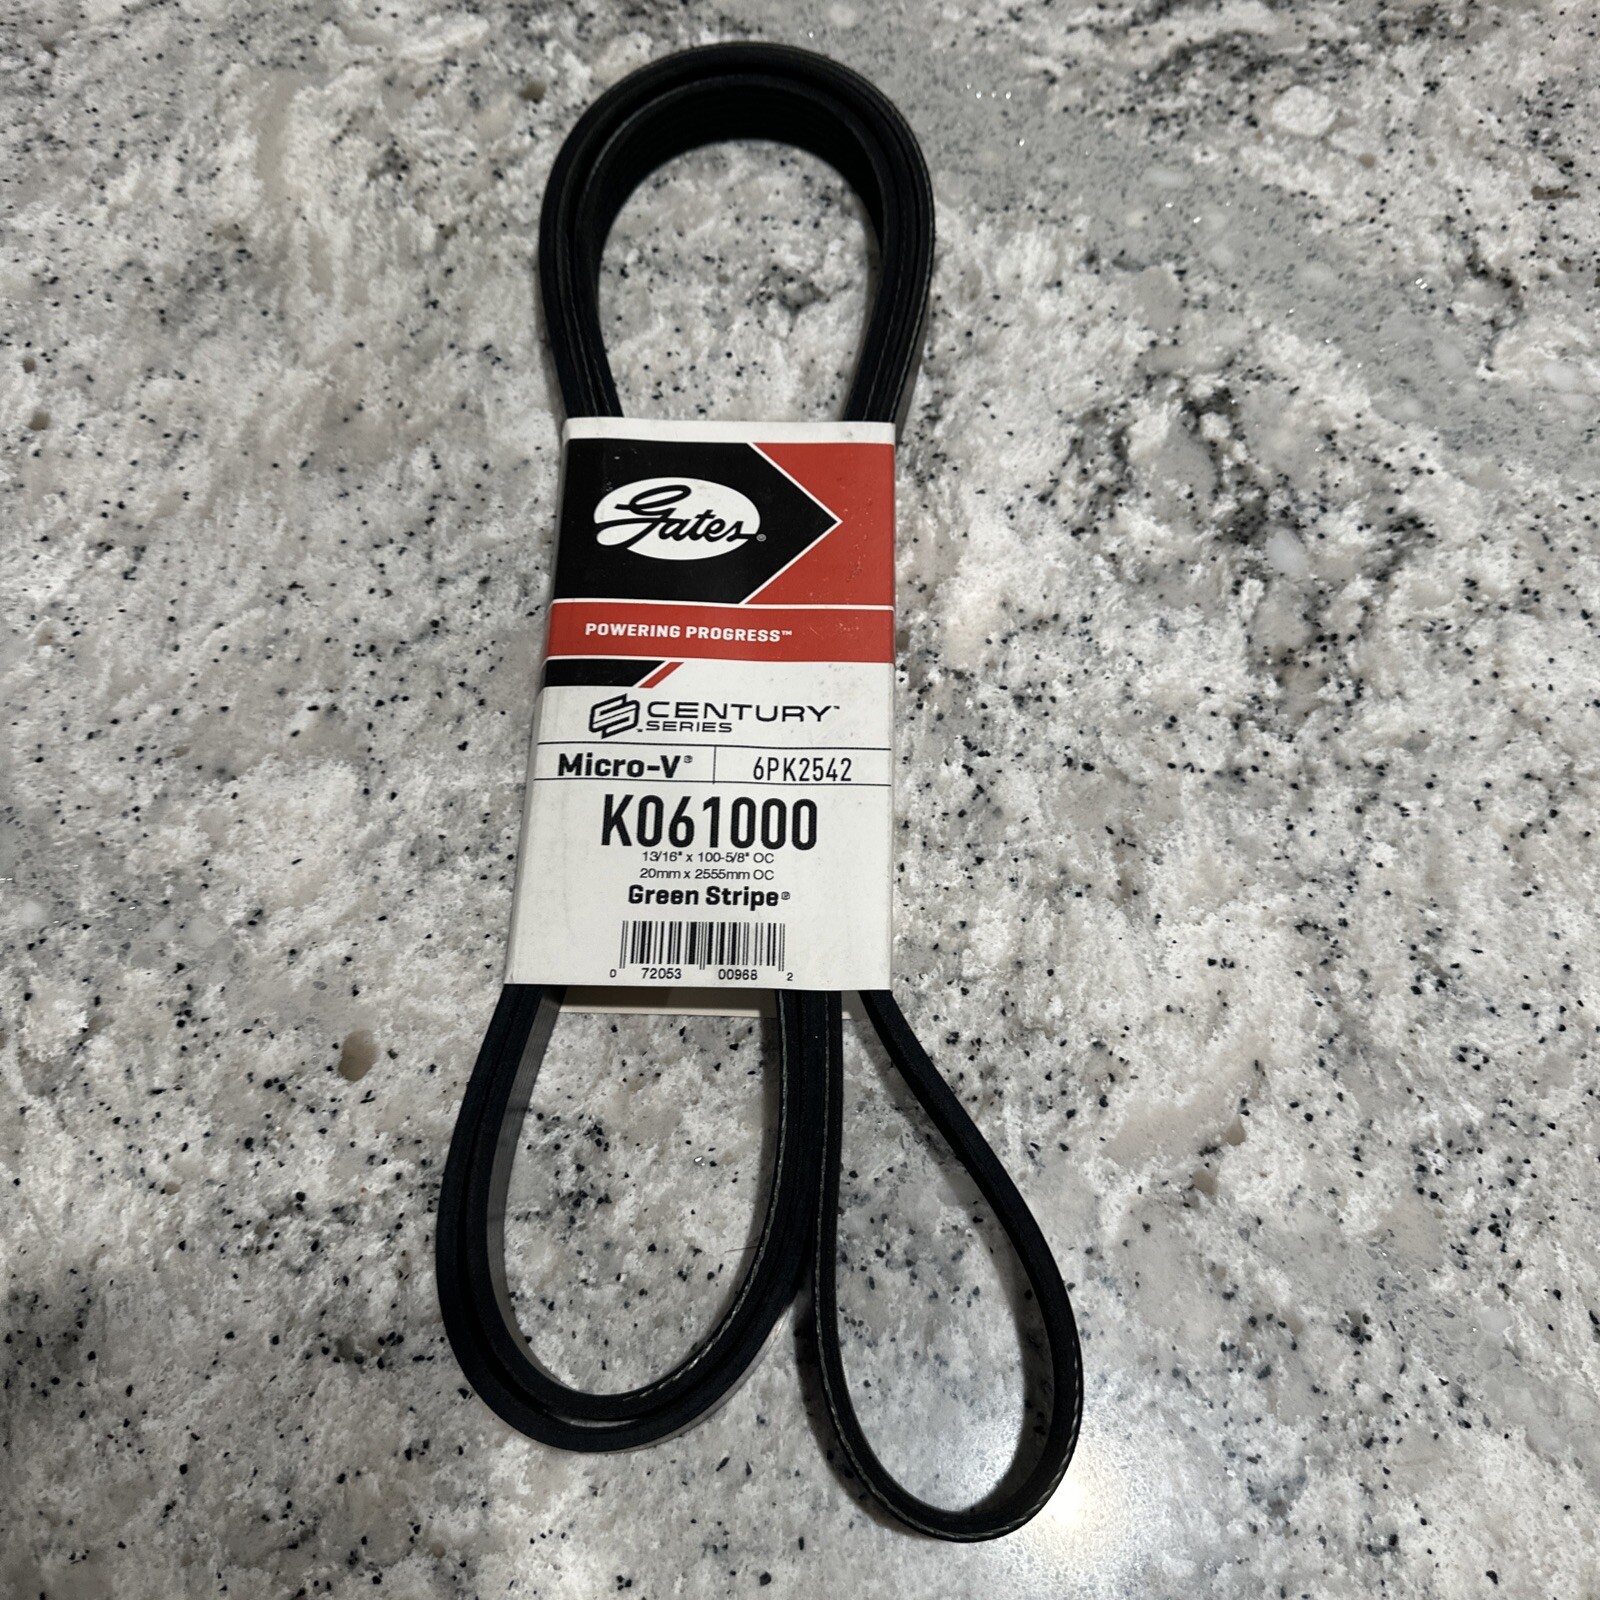 Gates®
POWERING PROGRESS™
CENTURY™
SERIES
Micro-V® 6PK2542
K061000
13/16" x 100-5/8" OC
20mm x 2555mm OC
Green Stripe®
0 72053 00968 2